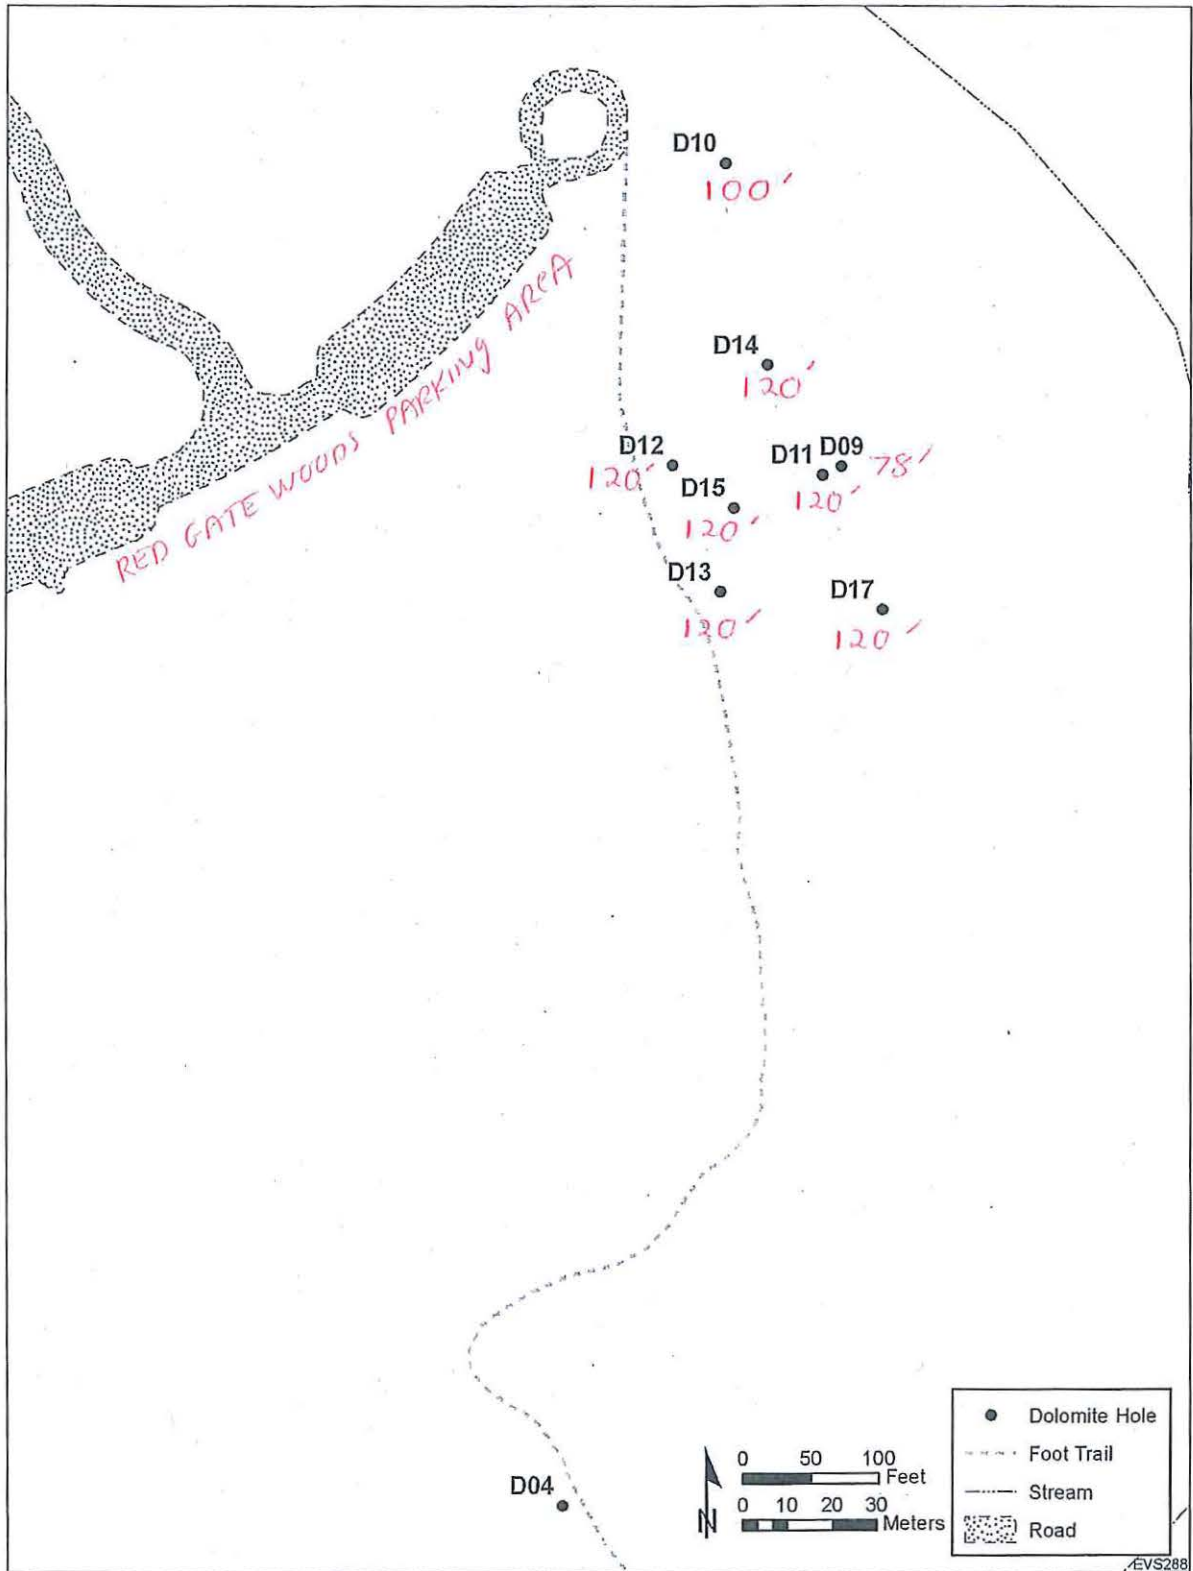 D10
100'
RED GATE WOODS PARKING AREA
D14
120'
D12
120'
D11
120'
D09
78'
D15
120'
D13
120'
D17
120'
D04
N
0 50 100
Feet
0 10 20 30
Meters
Dolomite Hole
Foot Trail
Stream
Road
EVS288